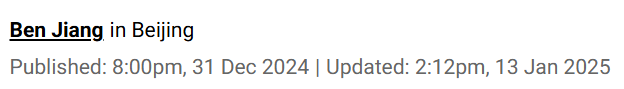 Ben Jiang in Beijing
Published: 8:00pm, 31 Dec 2024 | Updated: 2:12pm, 13 Jan 2025